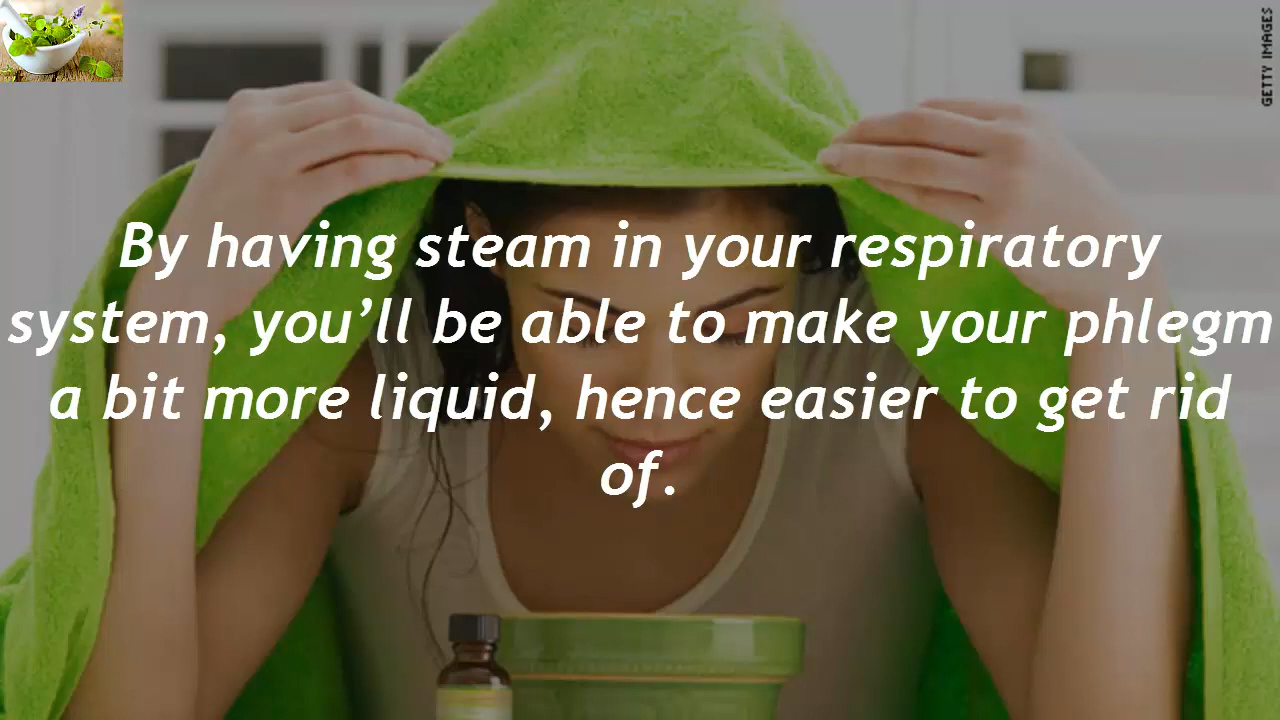 GETTY IMAGES
By having steam in your respiratory
system, you’ll be able to make your phlegm
a bit more liquid, hence easier to get rid
of.